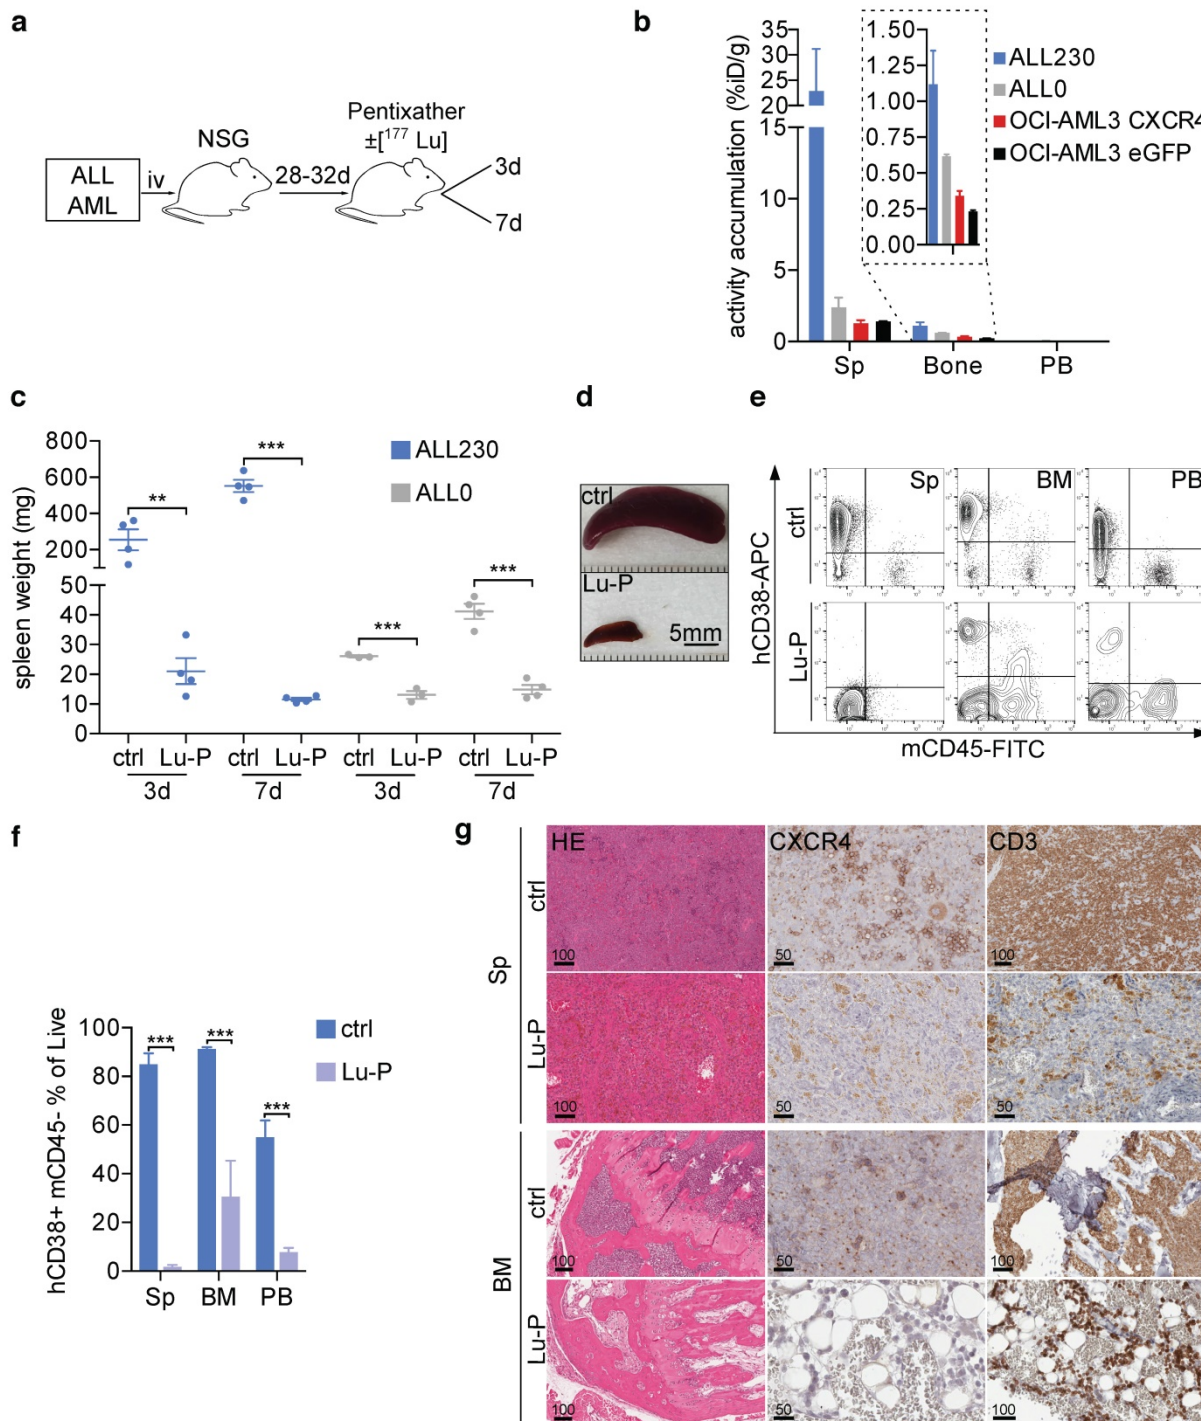 a
ALL
AML
iv
NSG
28-32d
Pentixather
±[¹⁷⁷ Lu]
3d
7d
b
activity accumulation (%iD/g)
35
30
25
20
15
10
5
0
1.50
1.25
1.00
0.75
0.50
0.25
0.00
Sp
Bone
PB
ALL230
ALL0
OCI-AML3 CXCR4
OCI-AML3 eGFP
c
spleen weight (mg)
800
600
400
200
50
40
30
20
10
0
**
***
***
***
ALL230
ALL0
ctrl Lu-P ctrl Lu-P ctrl Lu-P ctrl Lu-P
3d 7d 3d 7d
d
ctrl
Lu-P
5mm
e
hCD38-APC
ctrl
Lu-P
Sp
BM
PB
mCD45-FITC
f
hCD38+ mCD45- % of Live
100
80
60
40
20
0
***
***
***
Sp BM PB
ctrl
Lu-P
g
HE
CXCR4
CD3
Sp
ctrl
100
50
100
Lu-P
100
50
50
BM
ctrl
100
50
100
Lu-P
100
50
100